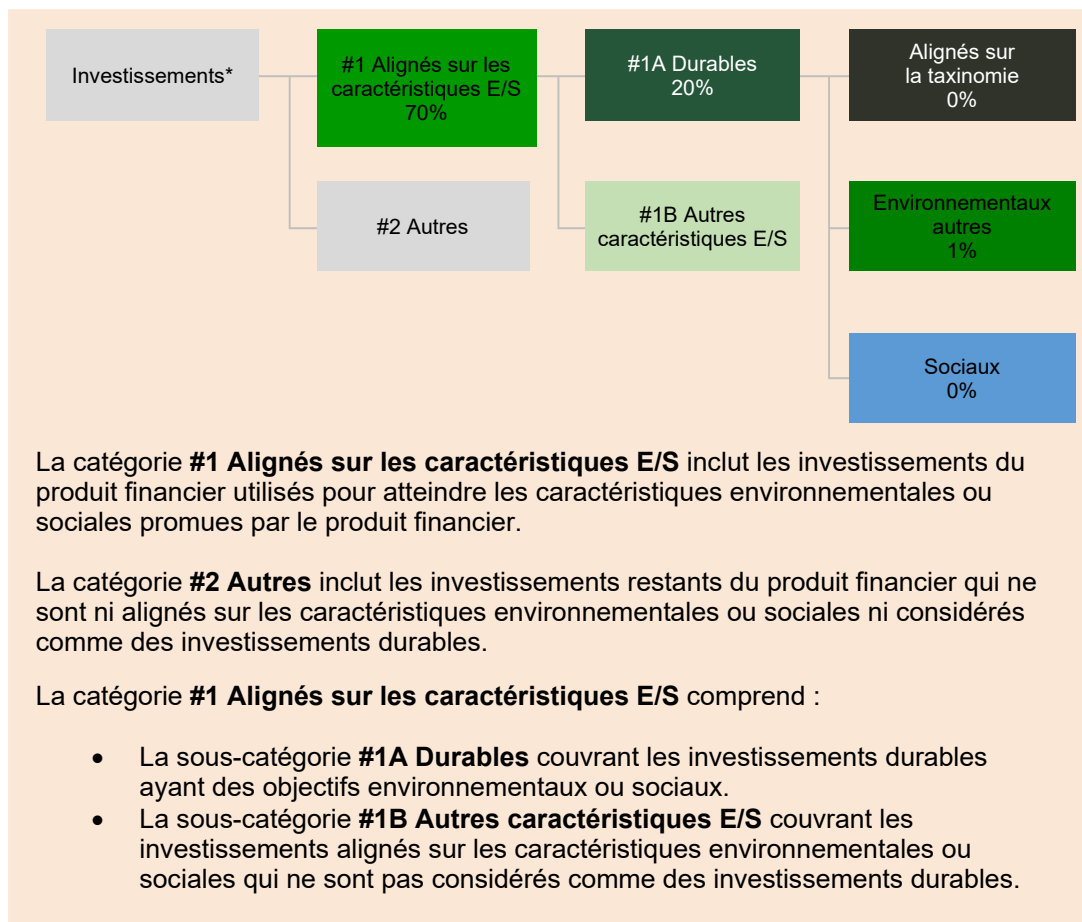 Investissements*
#1 Alignés sur les
caractéristiques E/S
70%
#1A Durables
20%
Alignés sur
la taxinomie
0%
#2 Autres
#1B Autres
caractéristiques E/S
Environnementaux
autres
1%
Sociaux
0%
La catégorie #1 Alignés sur les caractéristiques E/S inclut les investissements du
produit financier utilisés pour atteindre les caractéristiques environnementales ou
sociales promues par le produit financier.
La catégorie #2 Autres inclut les investissements restants du produit financier qui ne
sont ni alignés sur les caractéristiques environnementales ou sociales ni considérés
comme des investissements durables.
La catégorie #1 Alignés sur les caractéristiques E/S comprend :
• La sous-catégorie #1A Durables couvrant les investissements durables
ayant des objectifs environnementaux ou sociaux.
• La sous-catégorie #1B Autres caractéristiques E/S couvrant les
investissements alignés sur les caractéristiques environnementales ou
sociales qui ne sont pas considérés comme des investissements durables.